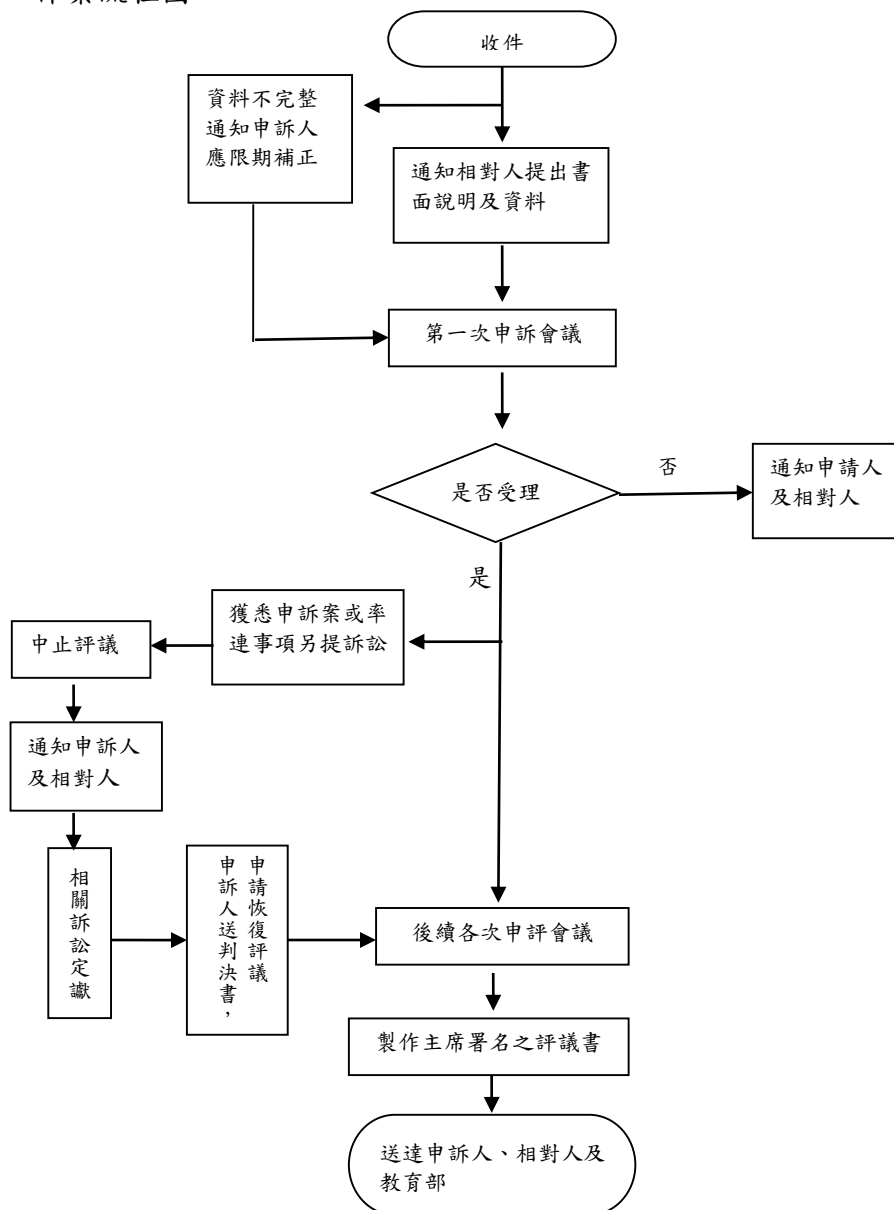 收件
資料不完整
通知申訴人
應限期補正
通知相對人提出書
面說明及資料
第一次申訴會議
是否受理
否
通知申請人
及相對人
是
獲悉申訴案或率
連事項另提訴訟
中止評議
通知申訴人
及相對人
相關訴訟定讞
申訴人送判決書，
申請恢復評議
後續各次申評會議
製作主席署名之評議書
送達申訴人、相對人及
教育部